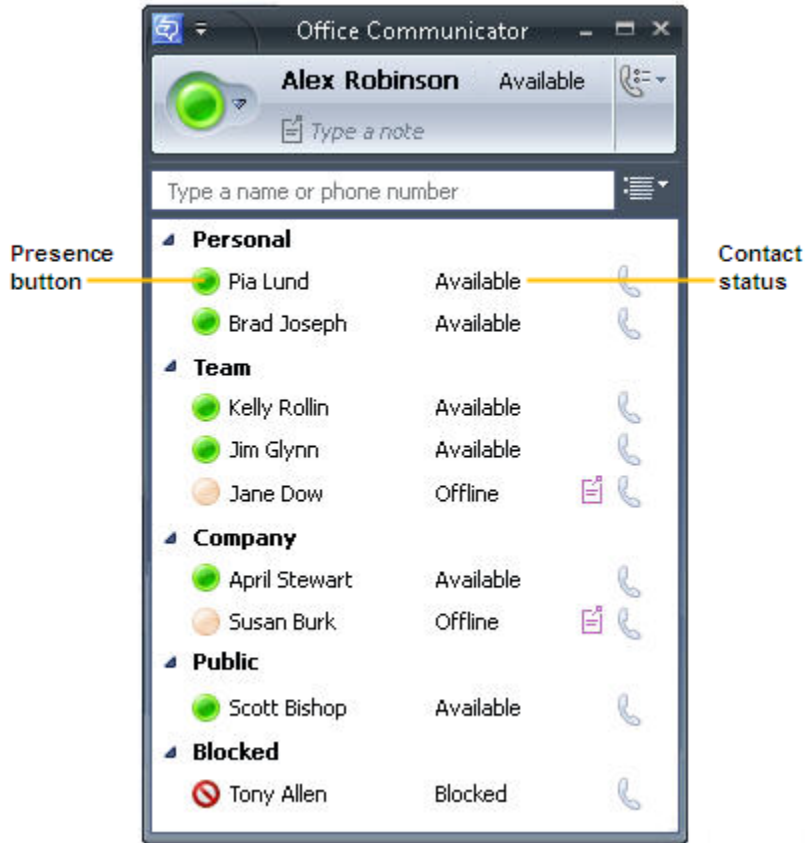 Office Communicator
Alex Robinson Available
Type a note
Type a name or phone number
Personal
Presence button
Pia Lund Available
Contact status
Brad Joseph Available
Team
Kelly Rollin Available
Jim Glynn Available
Jane Dow Offline
Company
April Stewart Available
Susan Burk Offline
Public
Scott Bishop Available
Blocked
Tony Allen Blocked